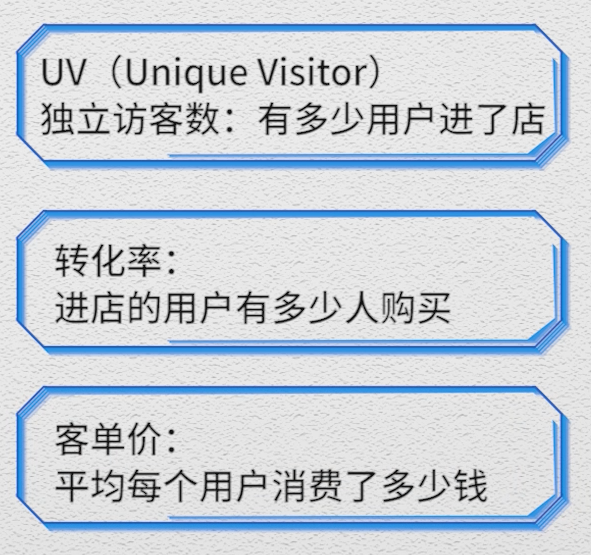 UV（Unique Visitor）
独立访客数：有多少用户进了店
转化率：
进店的用户有多少人购买
客单价：
平均每个用户消费了多少钱